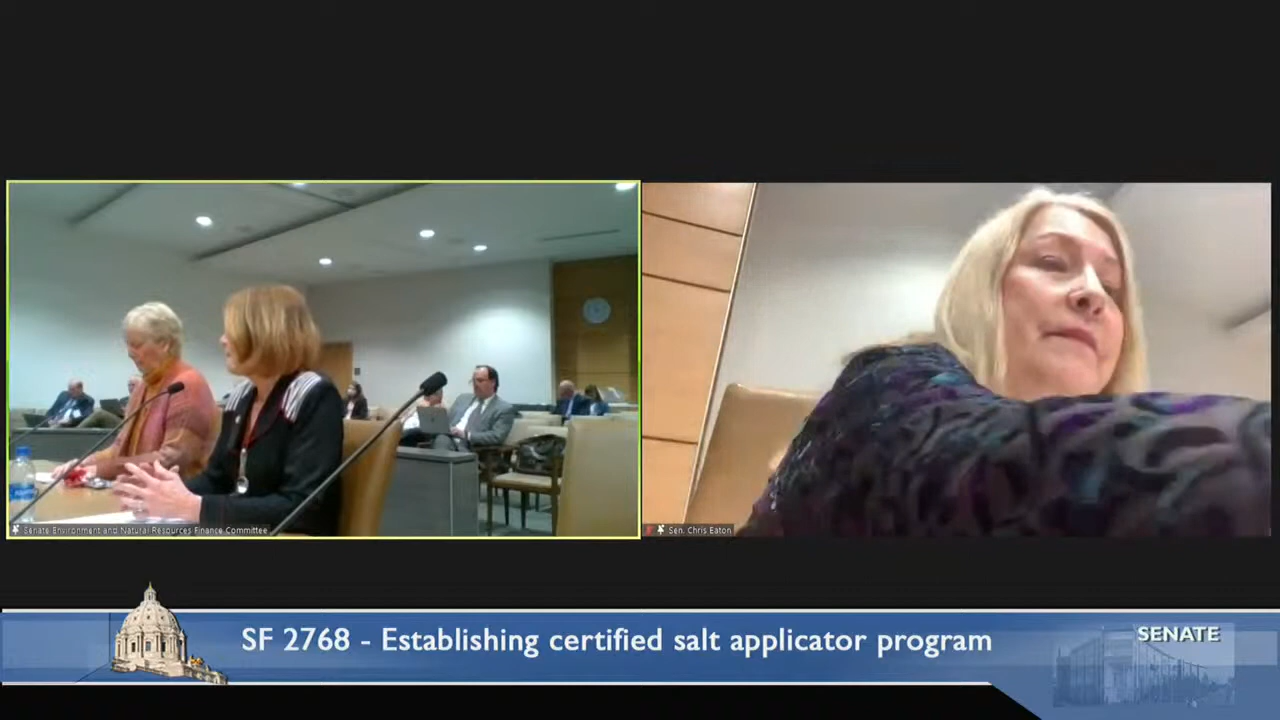 Senate Environment and Natural Resources Finance Committee
Sen. Chris Eaton
SF 2768 - Establishing certified salt applicator program
SENATE